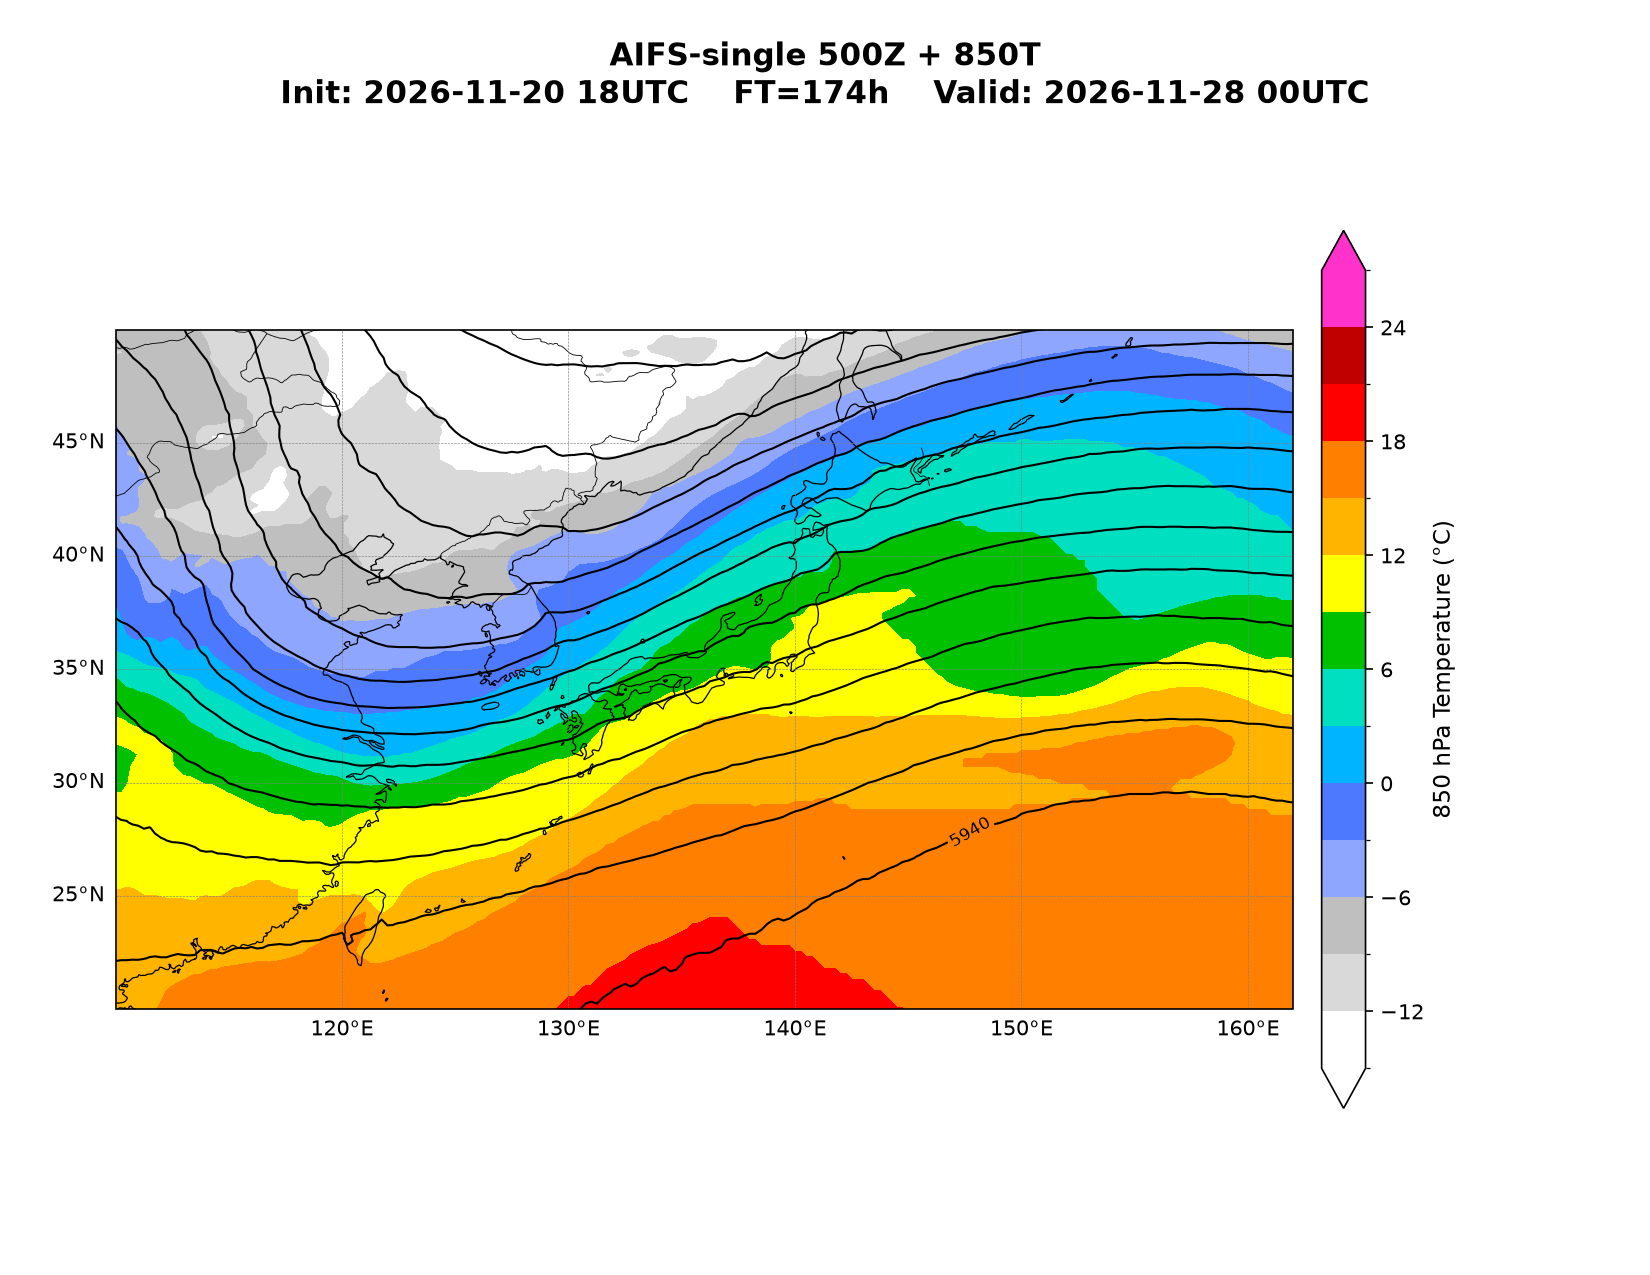 AIFS-single 500Z + 850T
Init: 2026-11-20 18UTC    FT=174h    Valid: 2026-11-28 00UTC
45°N
40°N
35°N
30°N
25°N
120°E
130°E
140°E
150°E
160°E
5940
24
18
12
6
0
−6
−12
850 hPa Temperature (°C)